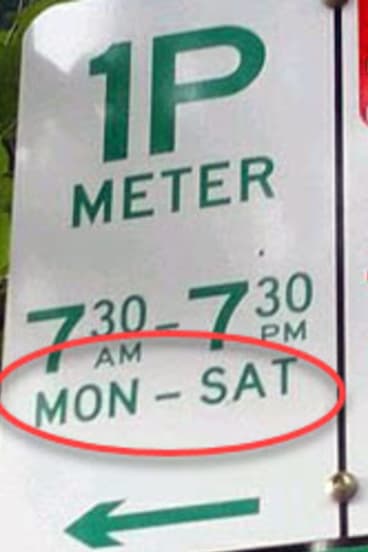 1P
METER
7 30 AM – 7 30 PM
MON – SAT